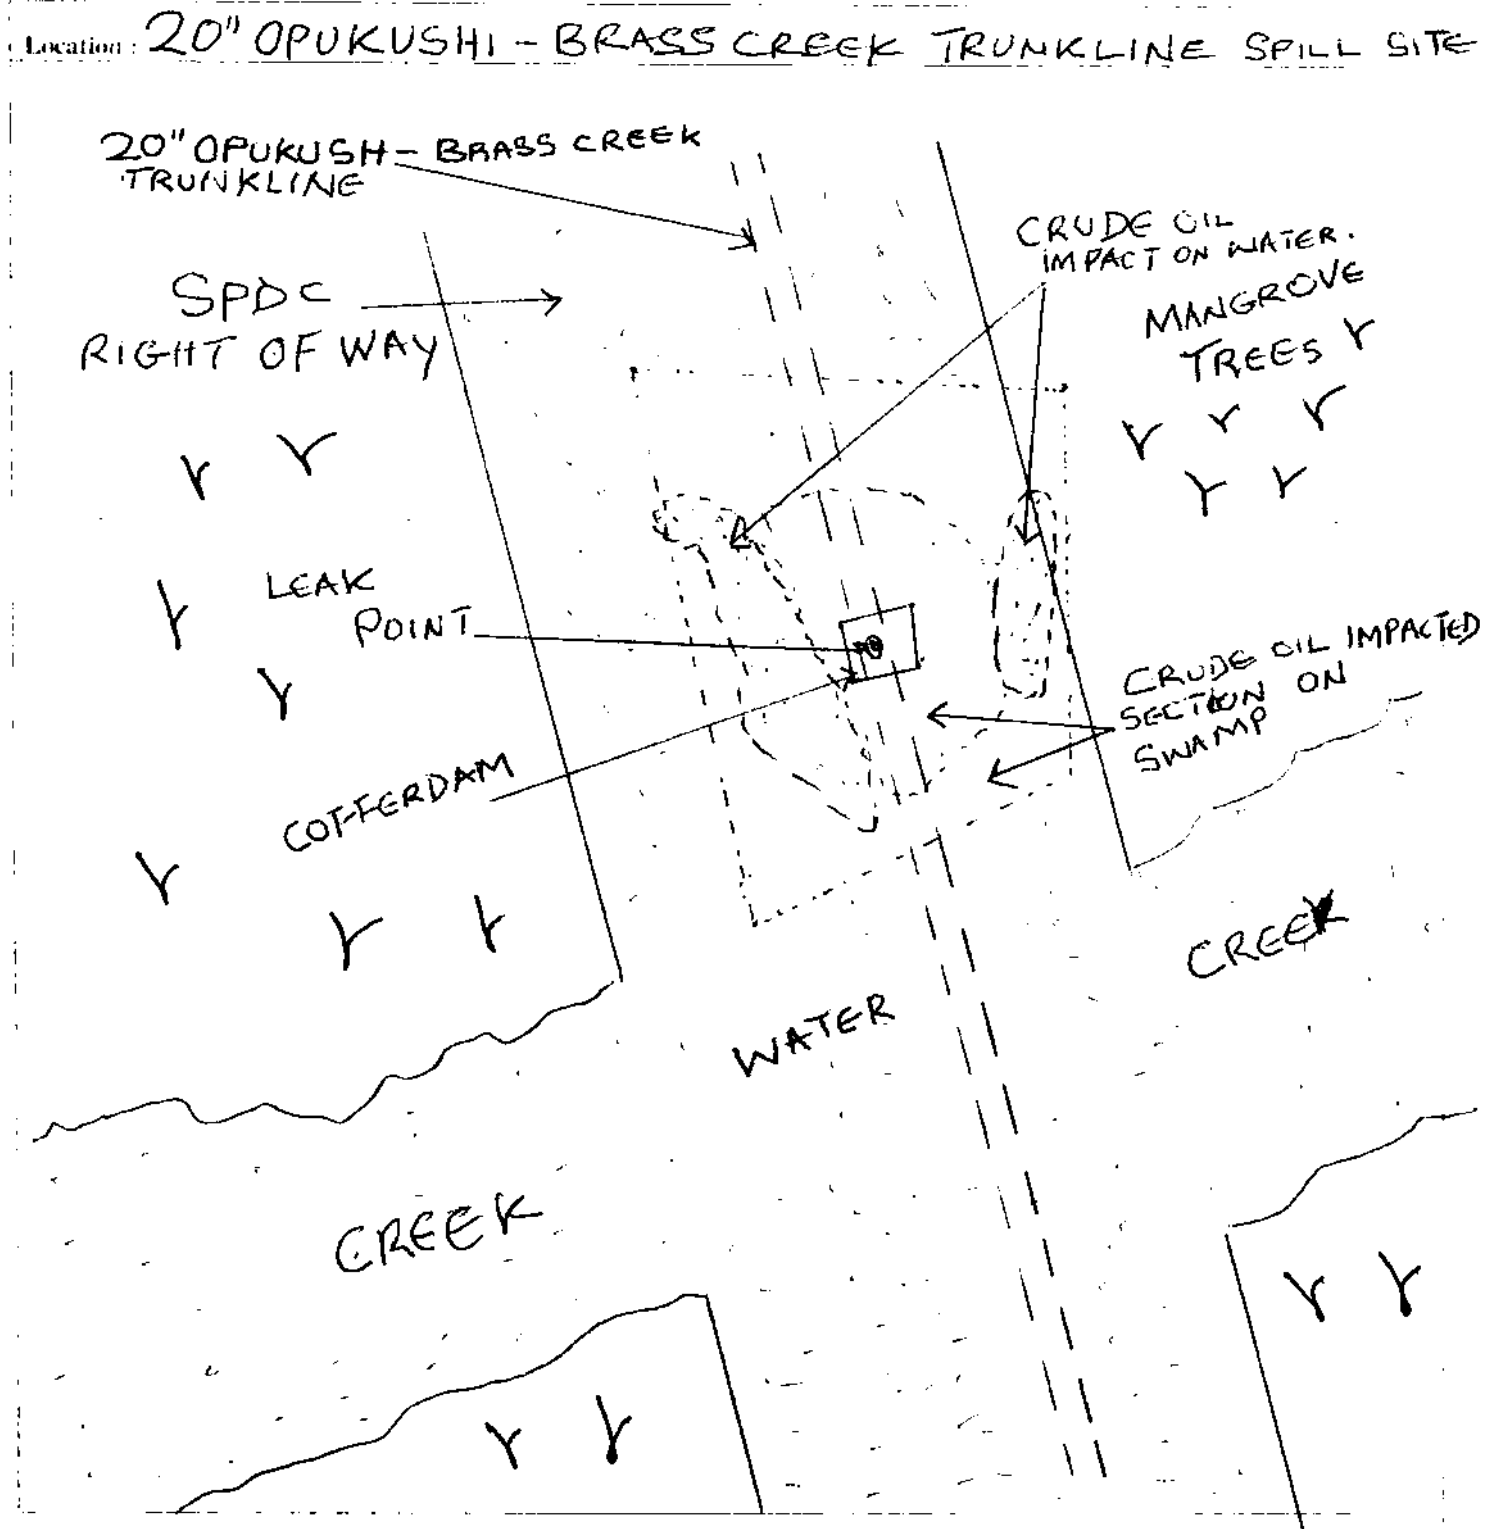 Location : 20" OPUKUSHI - BRASS CREEK TRUNKLINE SPILL SITE
20" OPUKUSH - BRASS CREEK
TRUNKLINE
CRUDE OIL
IMPACT ON WATER.
SPDC
RIGHT OF WAY
MANGROVE
TREES
LEAK
POINT
CRUDE OIL IMPACTED
SECTION ON
SWAMP
COFFERDAM
CREEK
WATER
CREEK